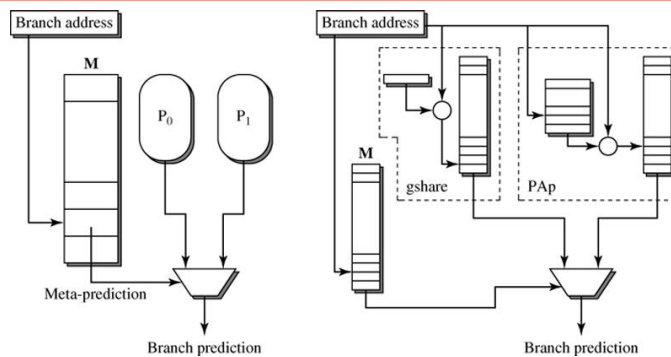 Branch address
M
P0
P1
Meta-prediction
Branch prediction
Branch address
M
gshare
PAp
Branch prediction